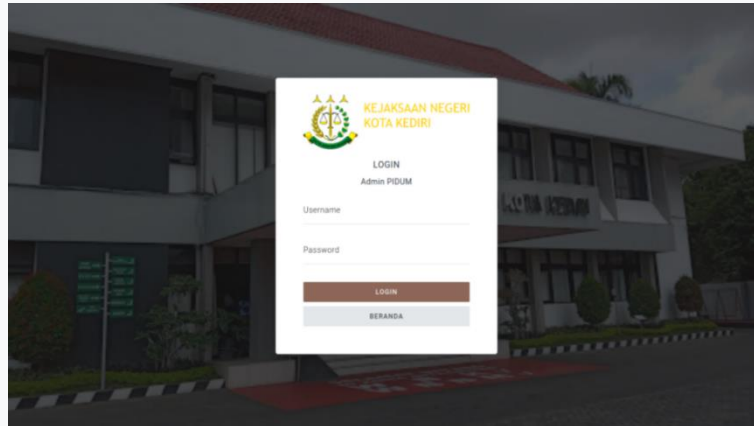 KEJAKSAAN NEGERI
KOTA KEDIRI
LOGIN
Admin PIDUM
Username
Password
LOGIN
BERANDA